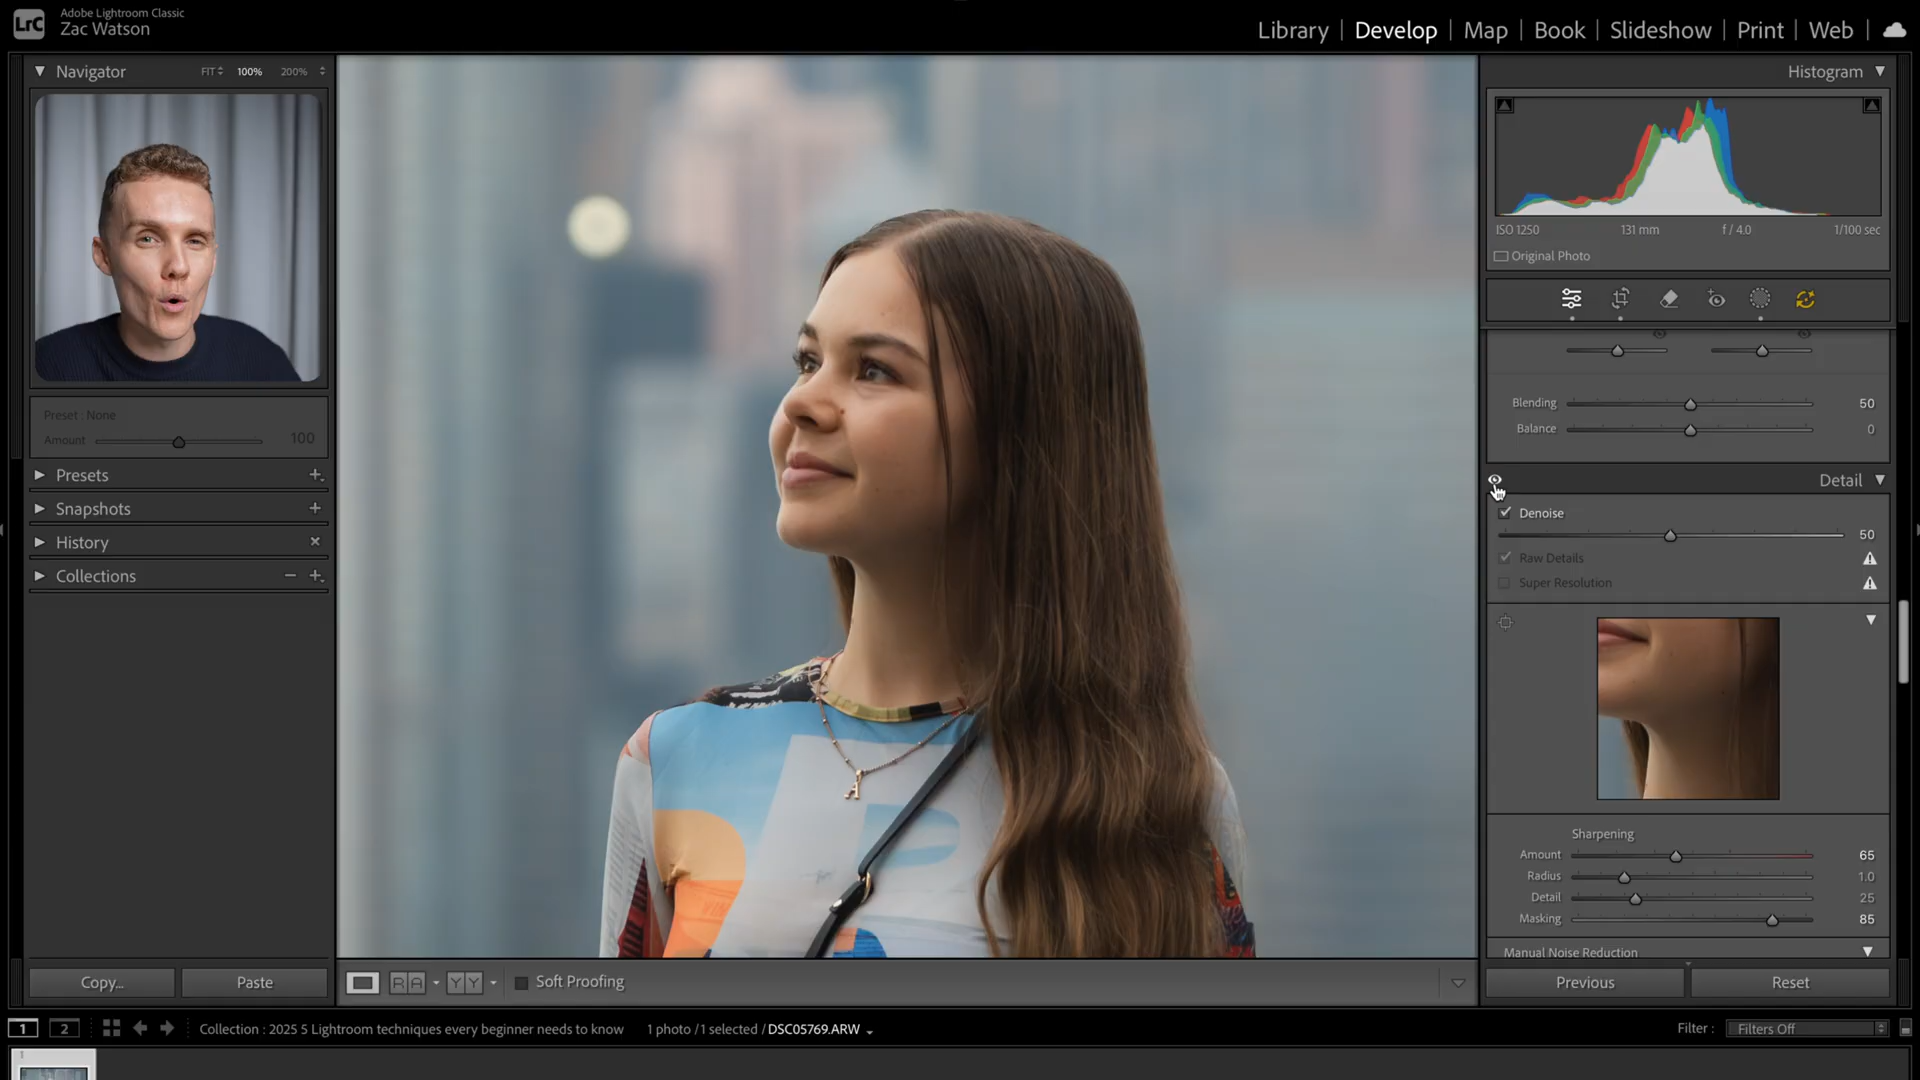 LrC
Adobe Lightroom Classic
Zac Watson
Library
Develop
Map
Book
Slideshow
Print
Web
Navigator
FIT
100%
200%
Preset : None
Amount
100
Presets
Snapshots
History
Collections
Copy...
Paste
A
Soft Proofing
Histogram
ISO 1250
131 mm
f / 4.0
1/100 sec
Original Photo
Blending
50
Balance
0
Detail
Denoise
50
Raw Details
Super Resolution
Sharpening
Amount
65
Radius
1.0
Detail
25
Masking
85
Manual Noise Reduction
Previous
Reset
R A
Y Y
1
2
Collection : 2025 5 Lightroom techniques every beginner needs to know
1 photo / 1 selected / DSC05769.ARW
Filter :
Filters Off
1